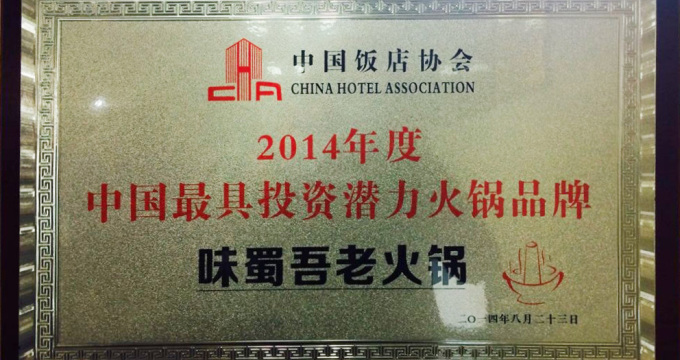 中国饭店协会
CHA CHINA HOTEL ASSOCIATION
2014年度
中国最具投资潜力火锅品牌
味蜀吾老火锅
二〇一四年八月二十三日